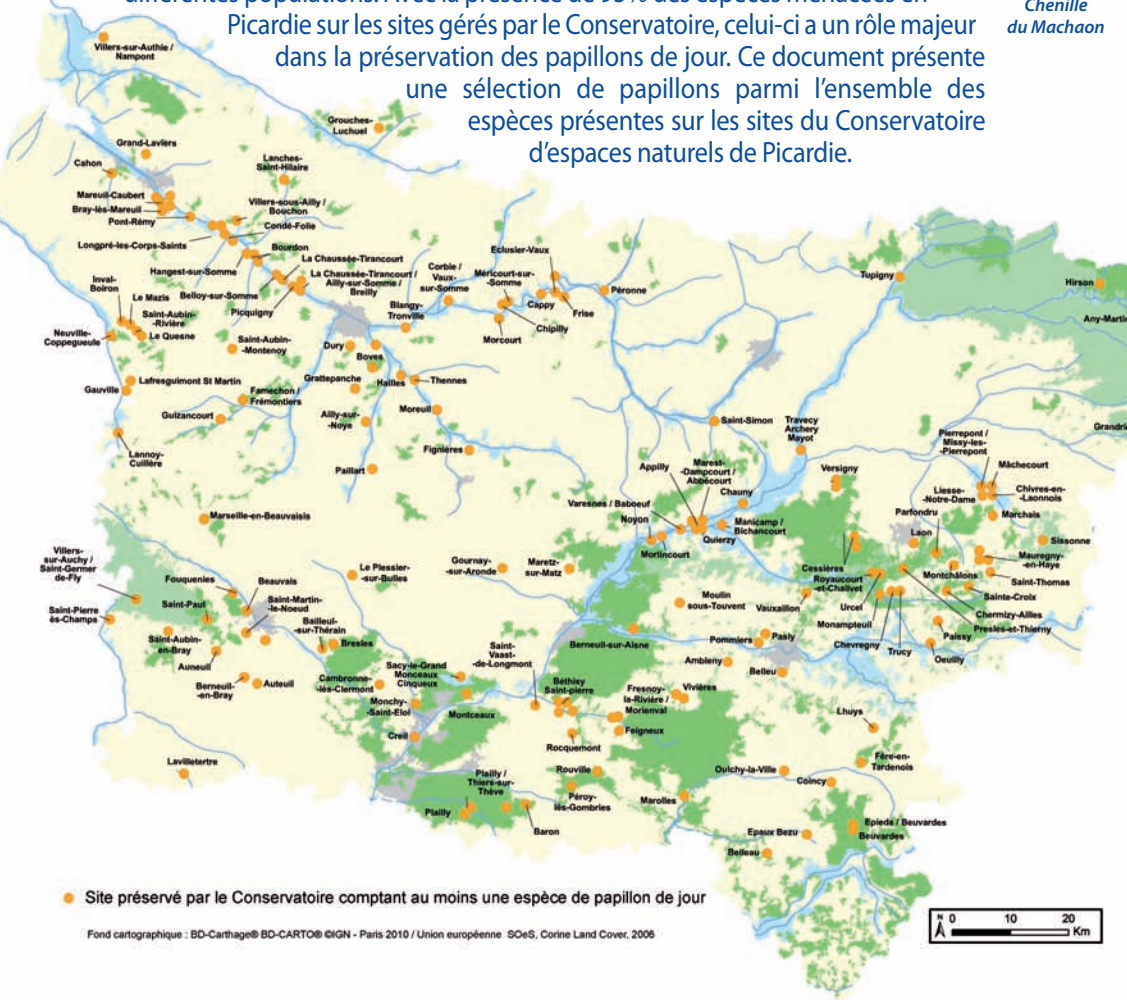 différentes populations. Avec la présence de 95% des espèces menacées en
Picardie sur les sites gérés par le Conservatoire, celui-ci a un rôle majeur
dans la préservation des papillons de jour. Ce document présente
une sélection de papillons parmi l'ensemble des
espèces présentes sur les sites du Conservatoire
d'espaces naturels de Picardie.
Chenille
du Machaon
Villers-sur-Authie /
Nampont
Grouches-
Luchuel
Grand-Laviers
Cahon
Lanches-
Saint-Hilaire
Mareuil-Caubert
Bray-lès-Mareuil
Pont-Rémy
Villers-sous-Ailly /
Bouchon
Condé-Folie
Longpré-les-Corps-Saints
Bourdon
Hangest-sur-Somme
La Chaussée-Tirancourt
La Chaussée-Tirancourt /
Ailly-sur-Somme /
Breilly
Belloy-sur-Somme
Picquigny
Inval-
Boiron
Le Mazis
Saint-Aubin-
-Rivière
Le Quesne
Neuville-
Coppegueule
Saint-Aubin-
-Montenoy
Corbie /
Vaux-
sur-Somme
Blangy-
Tronville
Méricourt-sur-
-Somme
Eclusier-Vaux
Cappy
Frise
Péronne
Chipilly
Morcourt
Tupigny
Hirson
Any-Martin
Dury
Boves
Grattepanche
Hailles
Thennes
Gauville
Lafresguimont St Martin
Famechon /
Frémontiers
Guizancourt
Ailly-sur-
-Noye
Moreuil
Fignières
Paillart
Lannoy-
Cuillère
Saint-Simon
Travecy
Archery
Mayot
Grandri
Pierrepont /
Missy-les-
-Pierrepont
Mâchecourt
Appilly
Marest-
-Dampcourt /
Abbécourt
Chauny
Versigny
Liesse-
-Notre-Dame
Chivres-en-
-Laonnois
Marchais
Varesnes / Baboeuf
Noyon
Manicamp /
Bichancourt
Quierzy
Morlincourt
Parfondru
Laon
Sissonne
Mauregny-
-en-Haye
Marseille-en-Beauvaisis
Villers-
sur-Auchy /
Saint-Germer
de-Fly
Fouquenies
Beauvais
Le Plessier-
-sur-Bulles
Gournay-
-sur-Aronde
Maretz-
sur-Matz
Cessières
Royaucourt
-et-Chailvet
Montchâlons
Saint-Thomas
Sainte-Croix
Saint-Pierre
ès-Champs
Saint-Paul
Saint-Martin-
-le-Noeud
Bailleul-
-sur-Thérain
Bresles
Moulin
sous-Touvent
Vauxaillon
Urcel
Monampteuil
Chermizy-Ailles
Presles-et-Thierny
Paissy
Saint-Aubin-
en-Bray
Auneuil
Berneuil-
-en-Bray
Auteuil
Saint-
Vaast-
-de-Longmont
Berneuil-sur-Aisne
Pommiers
Pasly
Chevregny
Trucy
Oeuilly
Ambleny
Belleu
Cambronne-
-lès-Clermont
Sacy-le-Grand
Monceaux
Cinqueux
Monchy-
-Saint-Eloi
Montceaux
Béthisy
Saint-pierre
Fresnoy-
la-Rivière /
Morienval
Vivières
Feigneux
Creil
Rocquemont
Lhuys
Lavilletertre
Plailly /
Thiers-sur-
Thève
Rouville
Péroy-
lès-Gombries
Oulchy-la-Ville
Fère-en-
Tardenois
Coincy
Plailly
Baron
Marolles
Epieds / Beuvardes
Beuvardes
Epaux Bezu
Belleau
Site préservé par le Conservatoire comptant au moins une espèce de papillon de jour
Fond cartographique : BD-Carthage® BD-CARTO® ©IGN - Paris 2010 / Union européenne SOeS, Corine Land Cover, 2006
N 0 10 20
Km